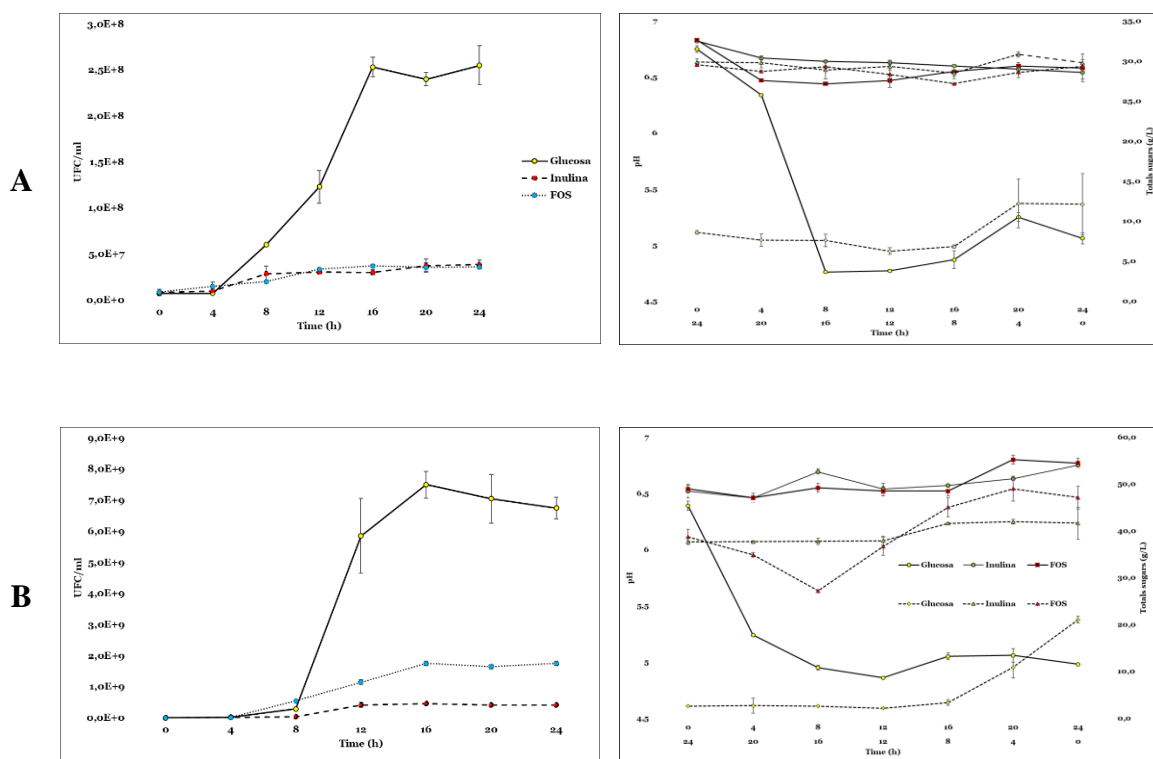 A
3,0E+8
2,5E+8
2,0E+8
1,5E+8
1,0E+8
5,0E+7
0,0E+0
UFC/ml
0 4 8 12 16 20 24
Time (h)
Glucosa
Inulina
FOS
7
6.5
6
5.5
5
4.5
pH
35,0
30,0
25,0
20,0
15,0
10,0
5,0
0,0
Totals sugars (g/L)
0 4 8 12 16 20 24
24 20 16 12 8 4 0
Time (h)
B
9,0E+9
8,0E+9
7,0E+9
6,0E+9
5,0E+9
4,0E+9
3,0E+9
2,0E+9
1,0E+9
0,0E+0
UFC/ml
0 4 8 12 16 20 24
Time (h)
7
6.5
6
5.5
5
4.5
pH
60,0
50,0
40,0
30,0
20,0
10,0
0,0
Totals sugars (g/L)
Glucosa Inulina FOS
Glucosa Inulina FOS
0 4 8 12 16 20 24
24 20 16 12 8 4 0
Time (h)